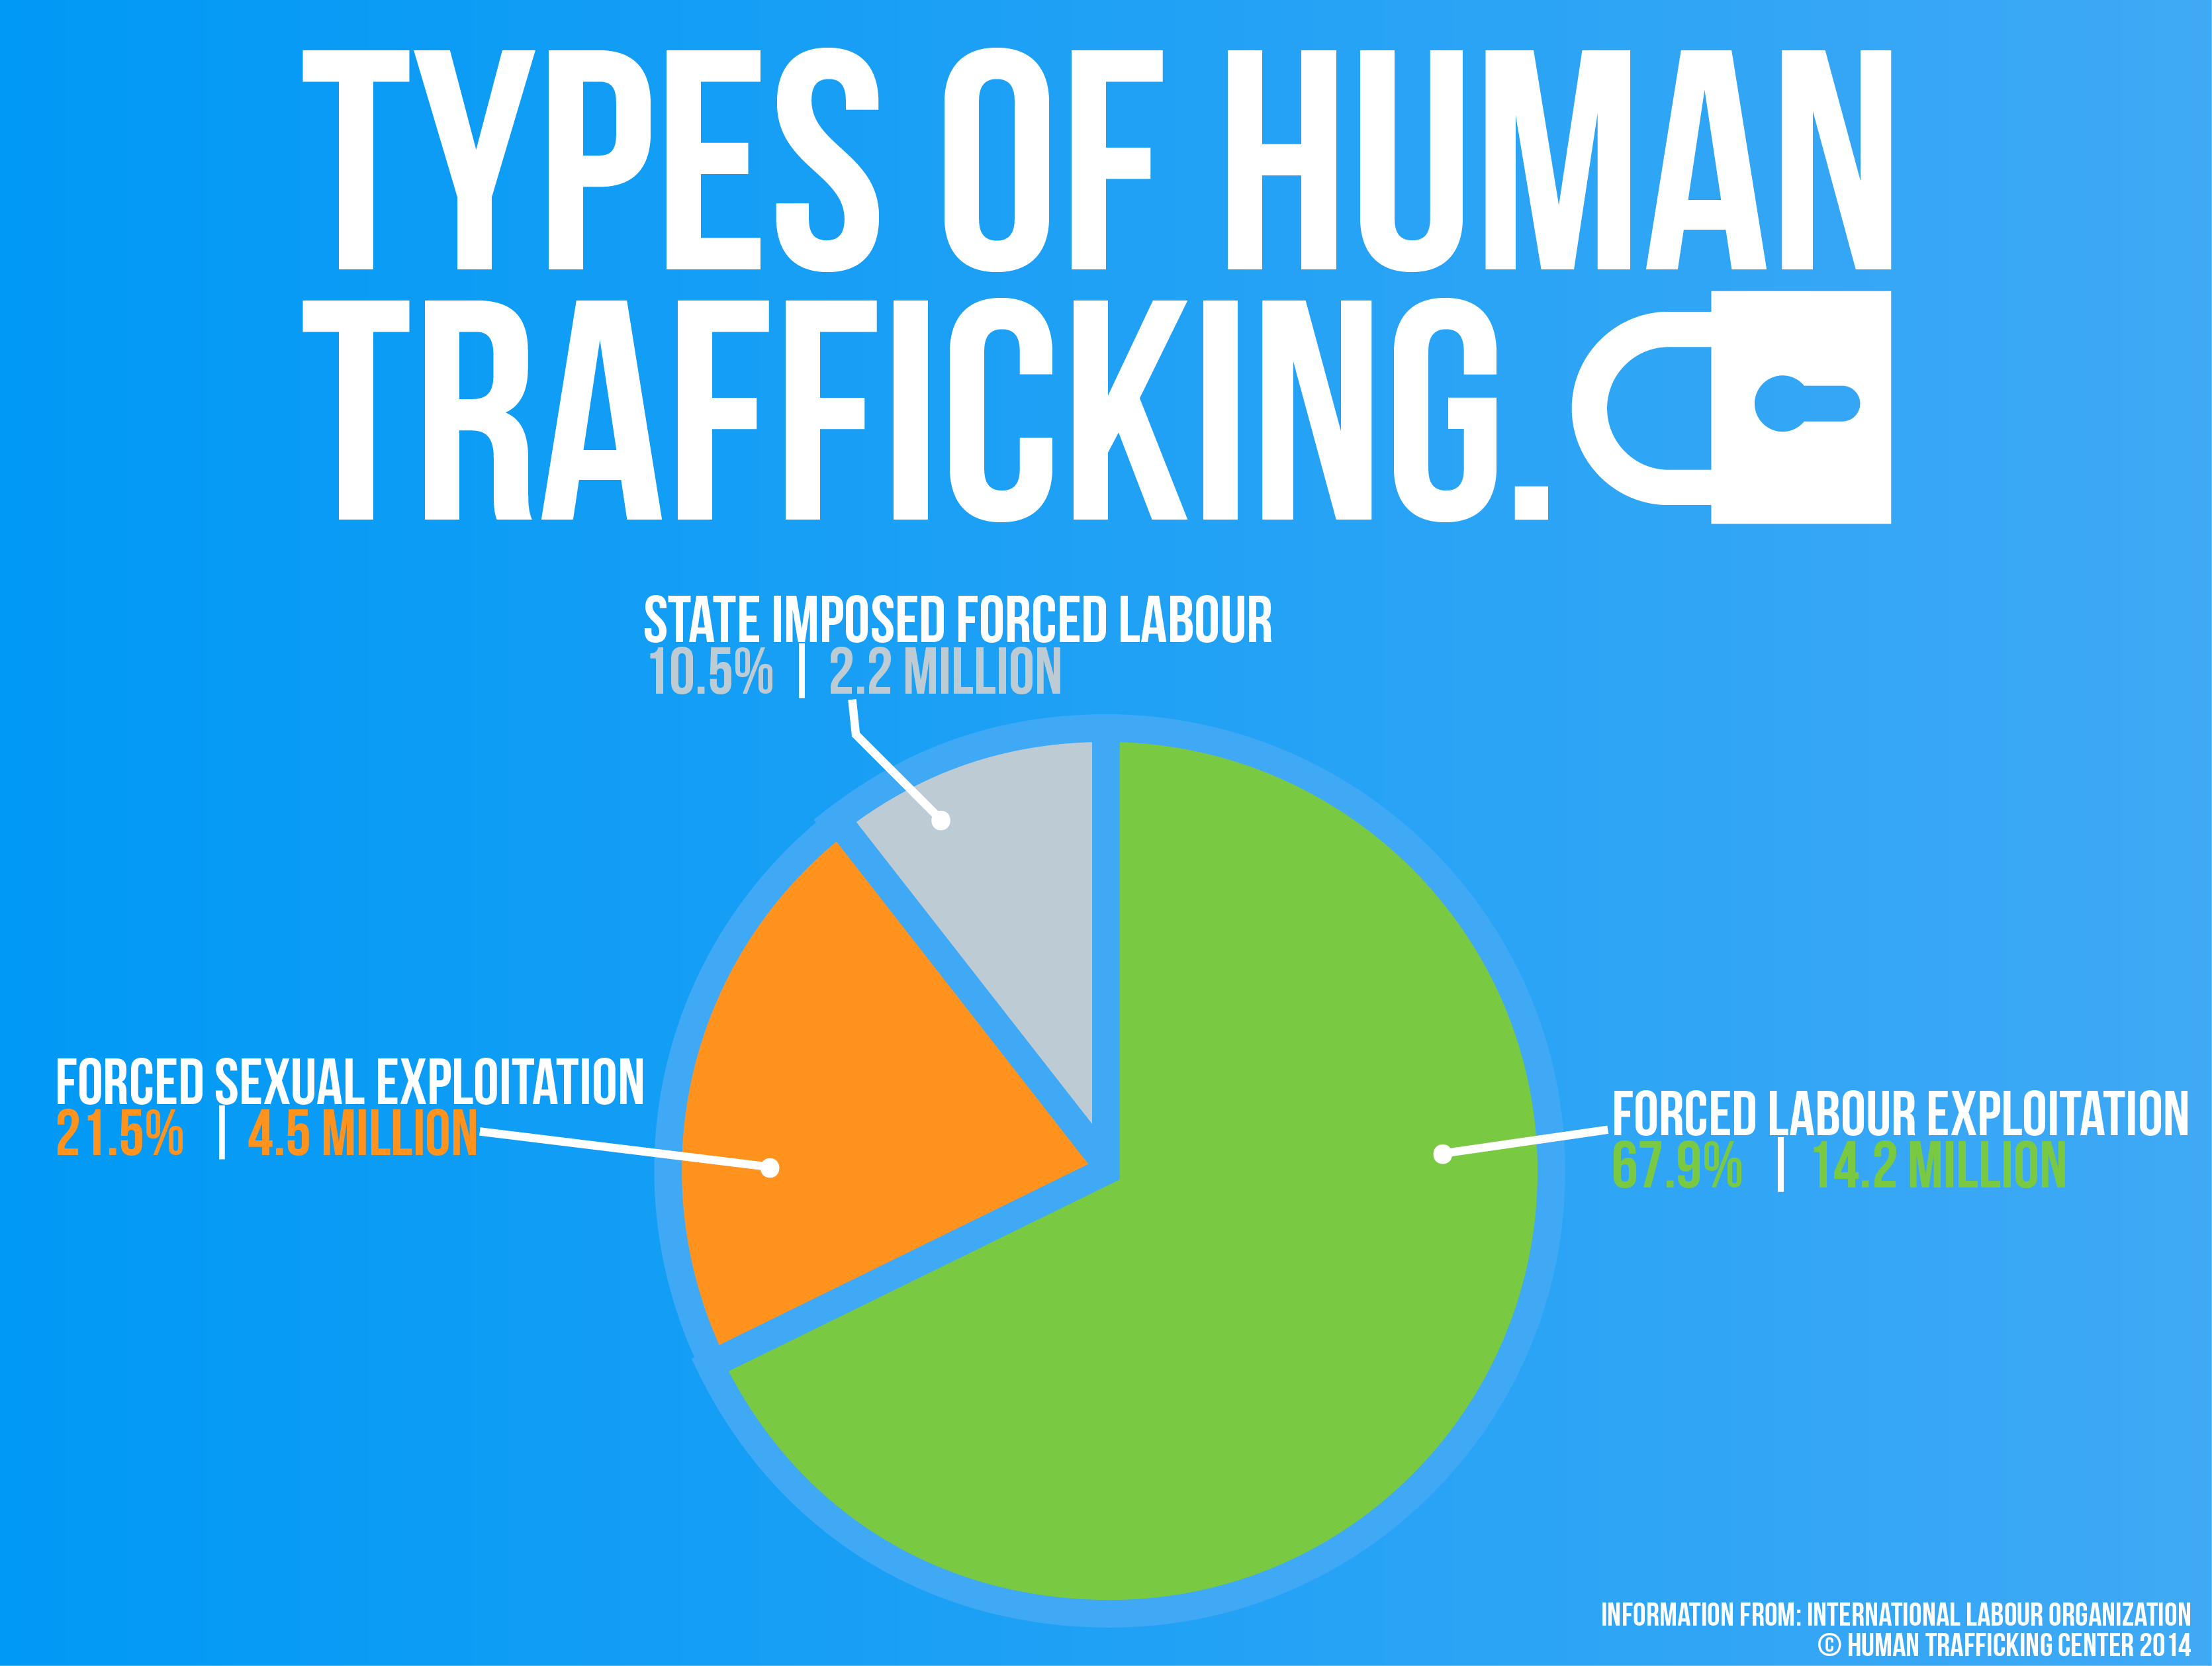 TYPES OF HUMAN
TRAFFICKING.
STATE IMPOSED FORCED LABOUR
10.5% | 2.2 MILLION
FORCED SEXUAL EXPLOITATION
21.5% | 4.5 MILLION
FORCED LABOUR EXPLOITATION
67.9% | 14.2 MILLION
INFORMATION FROM: INTERNATIONAL LABOUR ORGANIZATION
© HUMAN TRAFFICKING CENTER 2014